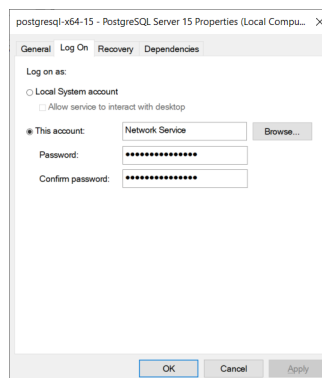 postgresql-x64-15 - PostgreSQL Server 15 Properties (Local Compu...
General Log On Recovery Dependencies
Log on as:
Local System account
Allow service to interact with desktop
This account: Network Service Browse...
Password: •••••••••••••••
Confirm password: •••••••••••••••
OK Cancel Apply